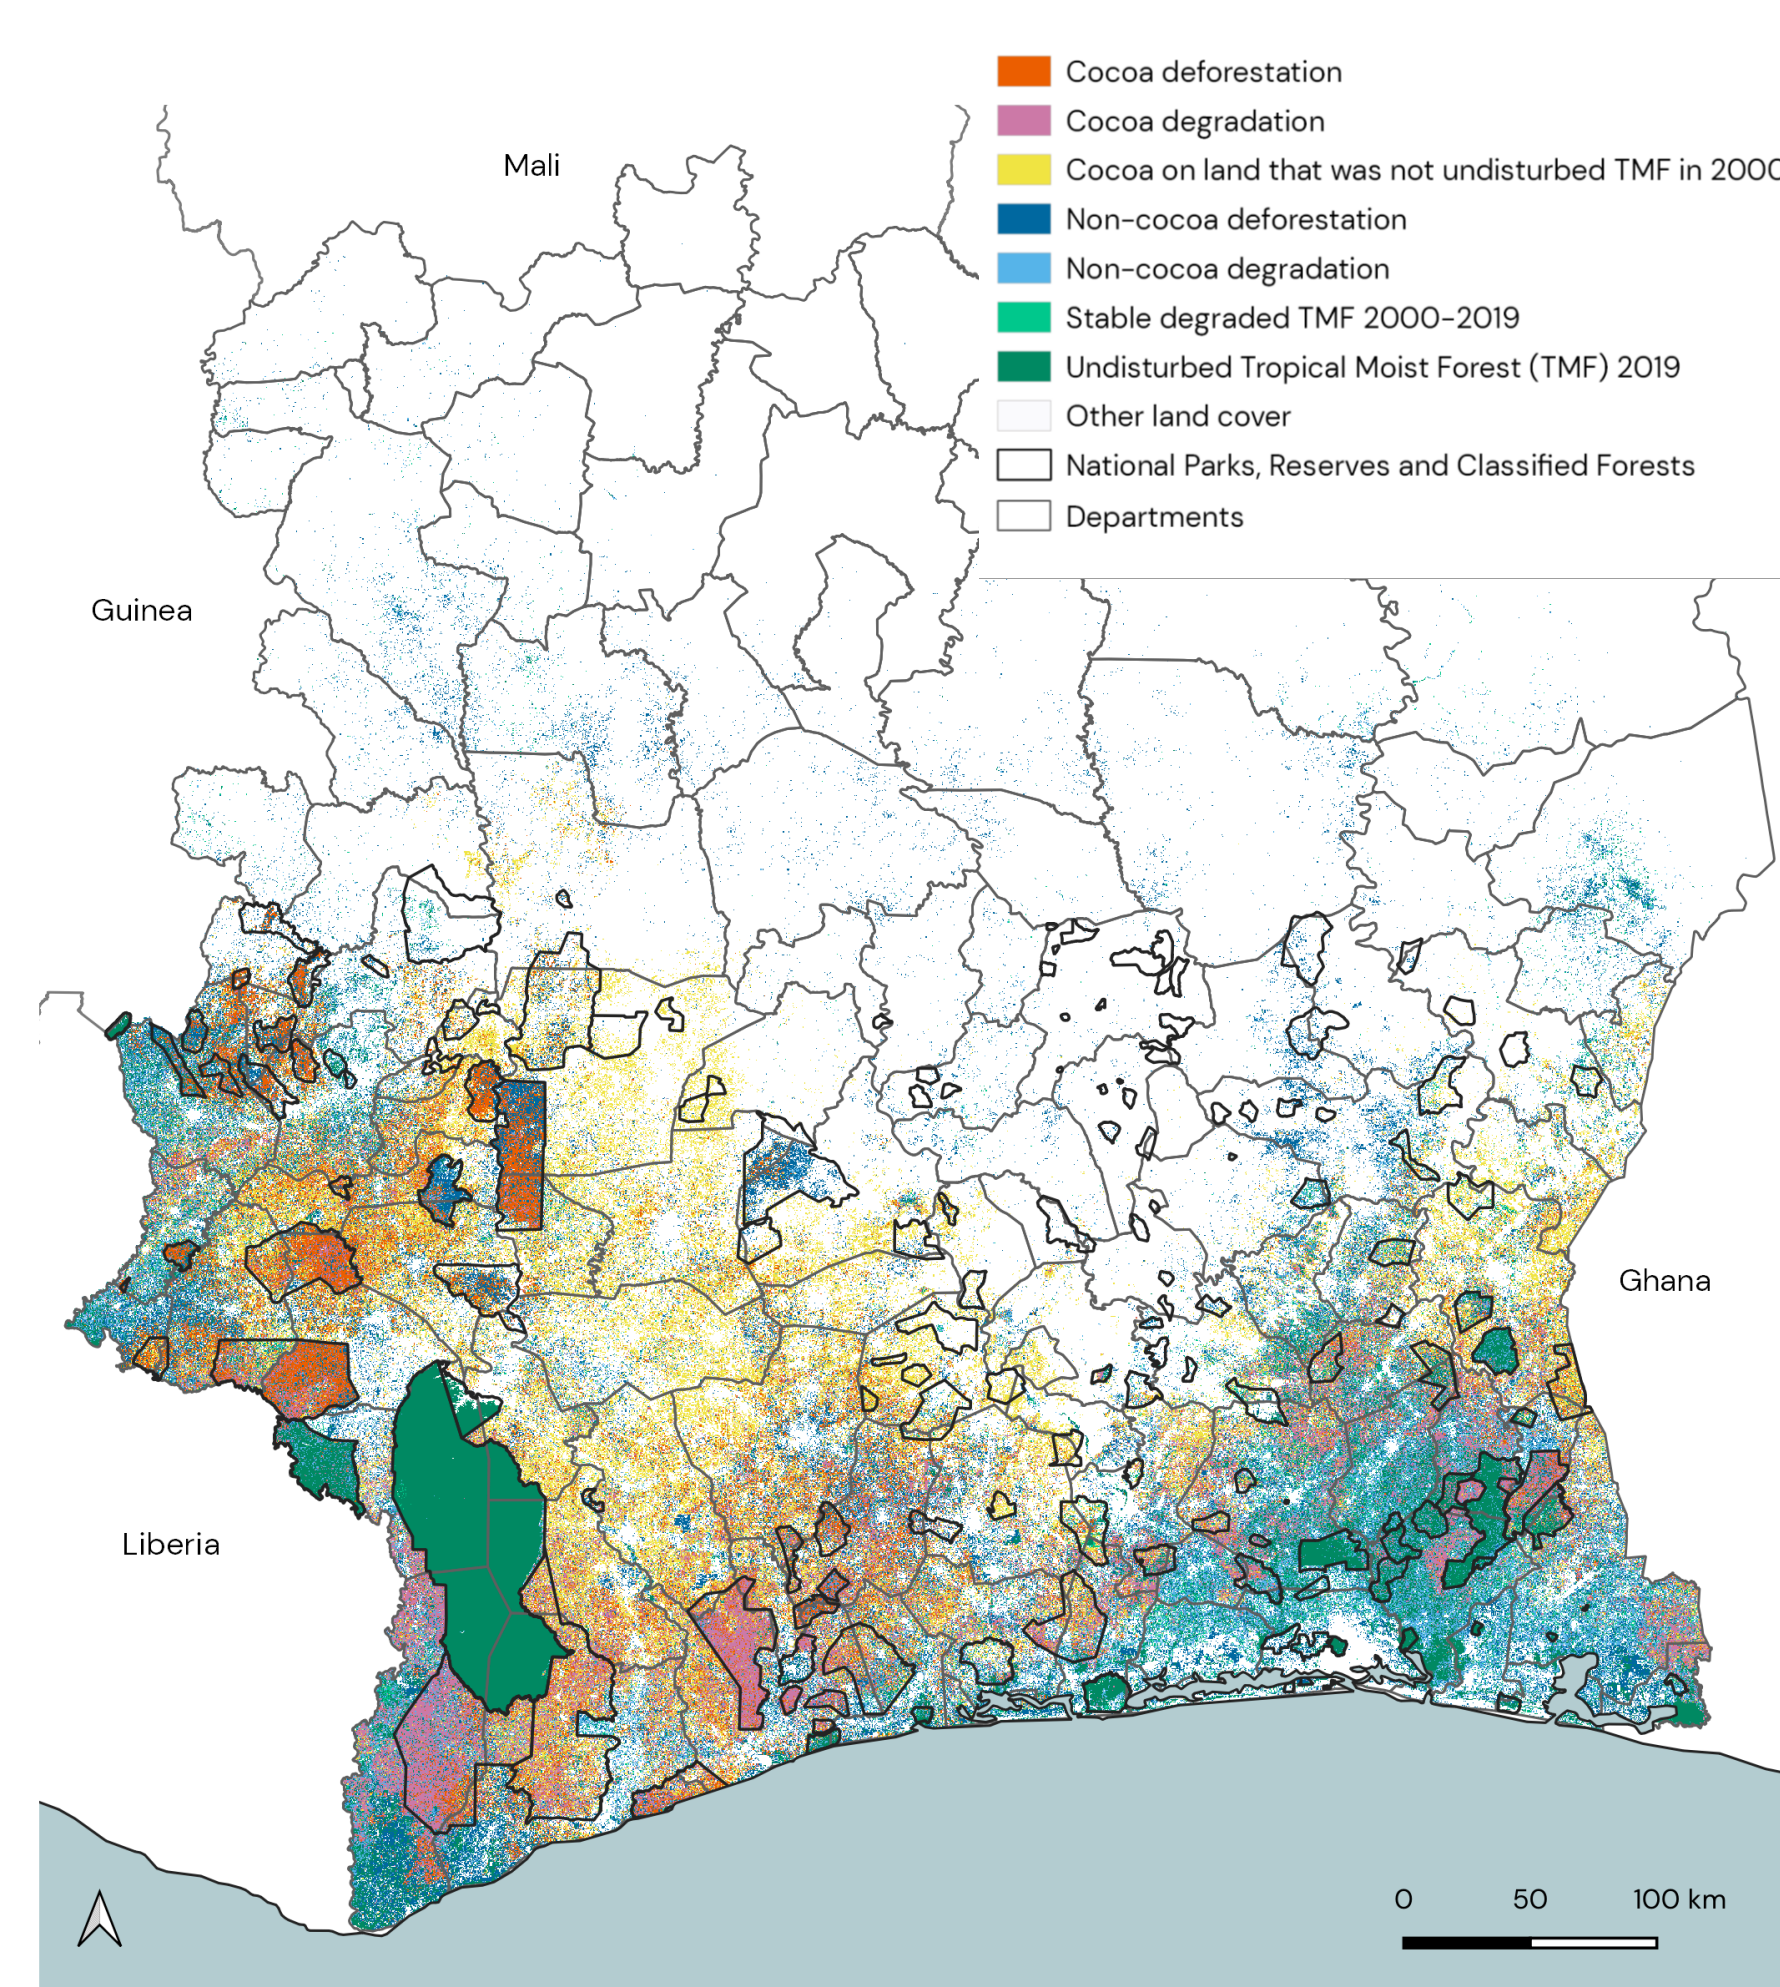 Cocoa deforestation
Cocoa degradation
Mali
Cocoa on land that was not undisturbed TMF in 2000
Non-cocoa deforestation
Non-cocoa degradation
Stable degraded TMF 2000-2019
Undisturbed Tropical Moist Forest (TMF) 2019
Other land cover
National Parks, Reserves and Classified Forests
Departments
Guinea
Ghana
Liberia
0 50 100 km